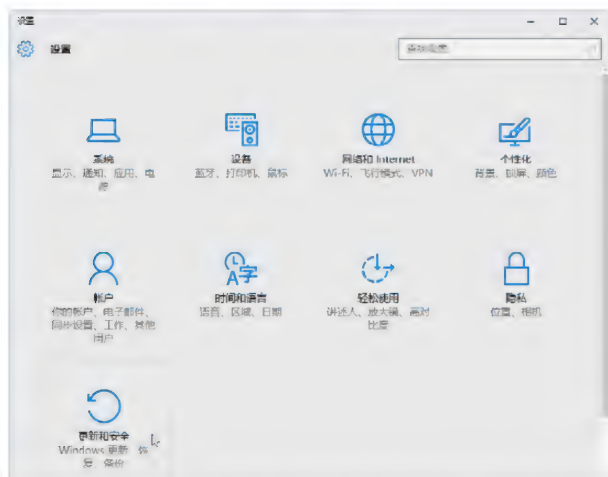 设置
设置
查找设置
系统
显示、通知、应用、电
源
设备
蓝牙、打印机、鼠标
网络和 Internet
Wi-Fi、飞行模式、VPN
个性化
背景、锁屏、颜色
帐户
你的帐户、电子邮件、
同步设置、工作、其他
用户
时间和语言
语音、区域、日期
轻松使用
讲述人、放大镜、高对
比度
隐私
位置、相机
更新和安全
Windows 更新、恢
复、备份